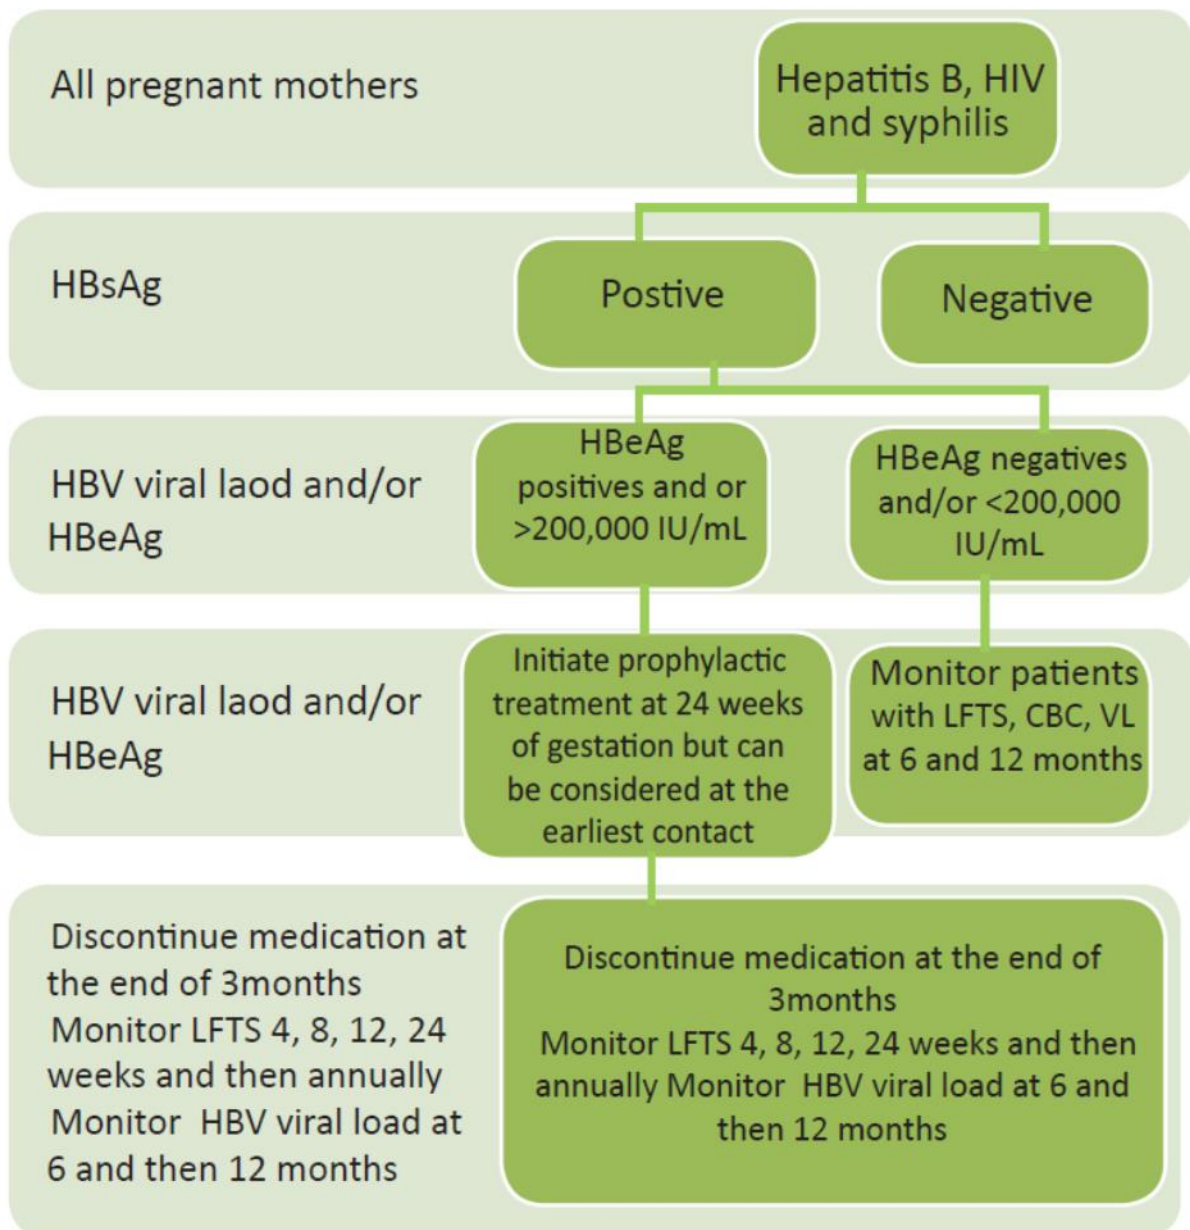 All pregnant mothers
Hepatitis B, HIV
and syphilis
HBsAg
Postive
Negative
HBV viral laod and/or
HBeAg
HBeAg
positives and or
>200,000 IU/mL
HBeAg negatives
and/or <200,000
IU/mL
HBV viral laod and/or
HBeAg
Initiate prophylactic
treatment at 24 weeks
of gestation but can
be considered at the
earliest contact
Monitor patients
with LFTS, CBC, VL
at 6 and 12 months
Discontinue medication at
the end of 3months
Monitor LFTS 4, 8, 12, 24
weeks and then annually
Monitor HBV viral load at
6 and then 12 months
Discontinue medication at the end of
3months
Monitor LFTS 4, 8, 12, 24 weeks and then
annually Monitor HBV viral load at 6 and
then 12 months